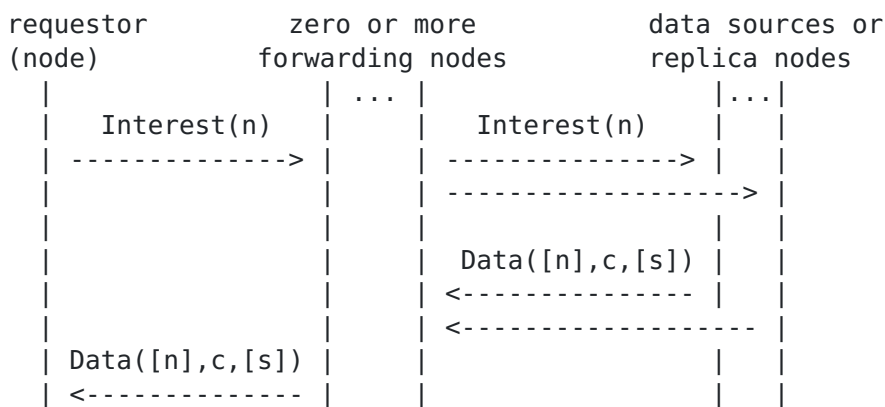 requestor zero or more data sources or
(node) forwarding nodes replica nodes
| | ... | |...|
| Interest(n) | | Interest(n) | |
| --------------> | | ---------------> | |
| | | -------------------> |
| | | | |
| | | Data([n],c,[s]) | |
| | | <--------------- | |
| | | <------------------- |
| Data([n],c,[s]) | | | |
| <-------------- | | | |